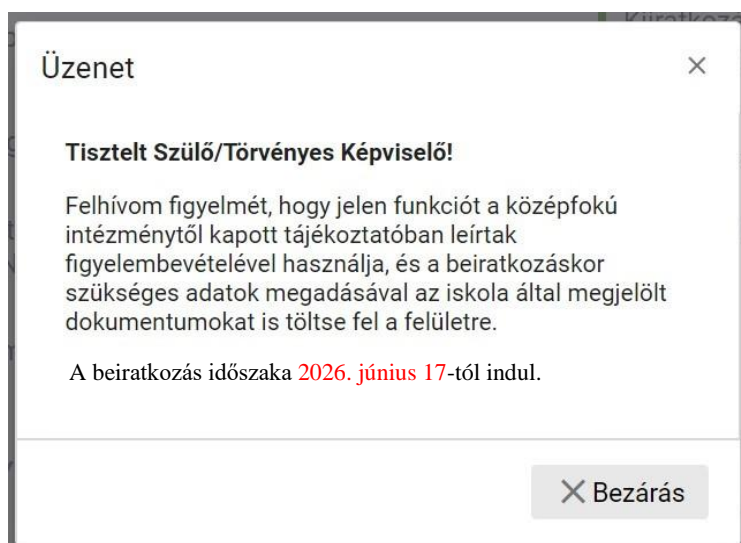 Üzenet
Tisztelt Szülő/Törvényes Képviselő!
Felhívom figyelmét, hogy jelen funkciót a középfokú
intézménytől kapott tájékoztatóban leírtak
figyelembevételével használja, és a beiratkozáskor
szükséges adatok megadásával az iskola által megjelölt
dokumentumokat is töltse fel a felületre.
A beiratkozás időszaka 2026. június 17-tól indul.
Bezárás